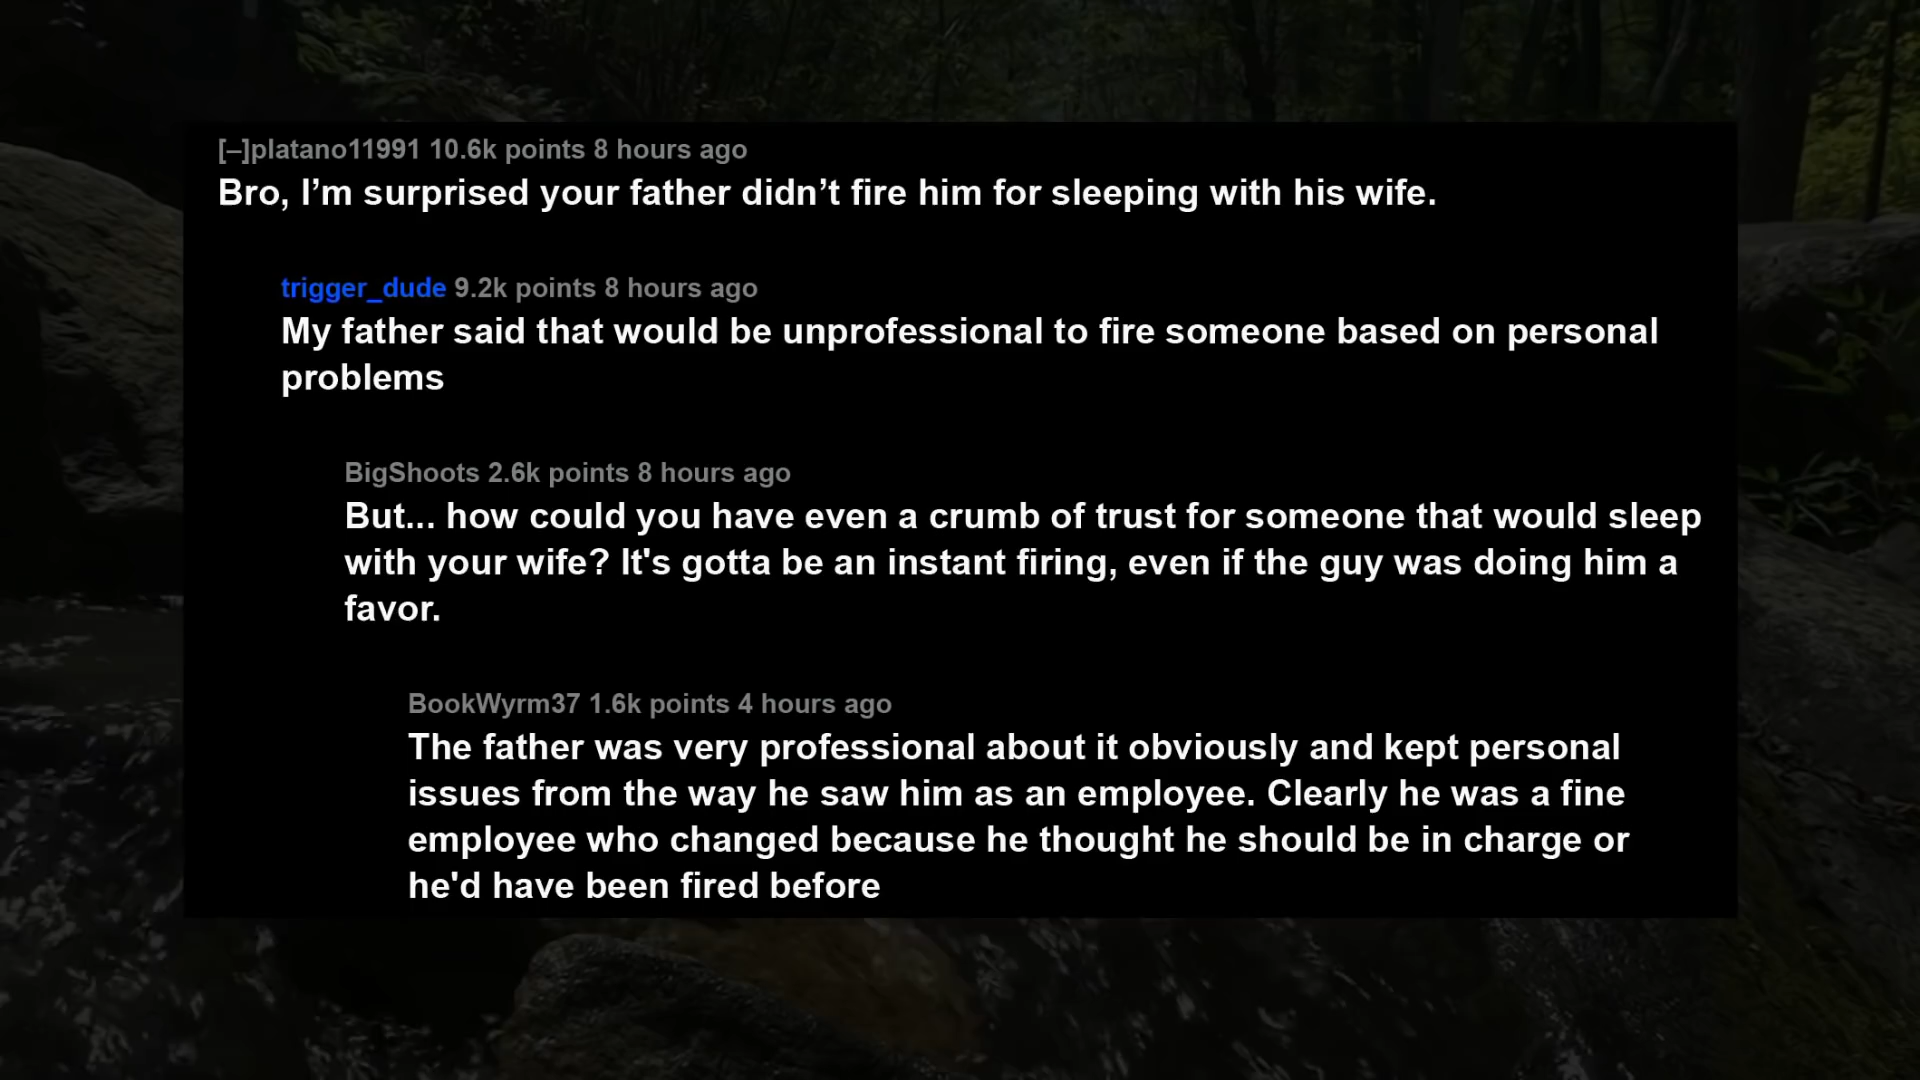 [–]platano11991 10.6k points 8 hours ago
Bro, I’m surprised your father didn’t fire him for sleeping with his wife.
trigger_dude 9.2k points 8 hours ago
My father said that would be unprofessional to fire someone based on personal
problems
BigShoots 2.6k points 8 hours ago
But... how could you have even a crumb of trust for someone that would sleep
with your wife? It's gotta be an instant firing, even if the guy was doing him a
favor.
BookWyrm37 1.6k points 4 hours ago
The father was very professional about it obviously and kept personal
issues from the way he saw him as an employee. Clearly he was a fine
employee who changed because he thought he should be in charge or
he'd have been fired before